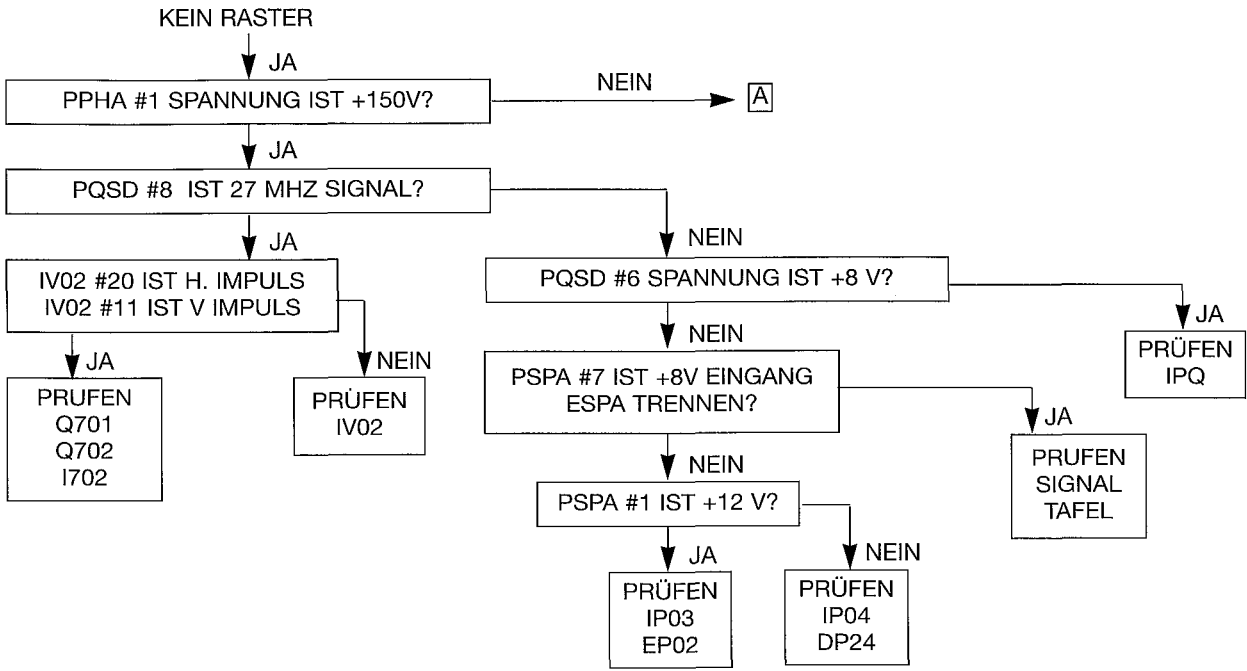 KEIN RASTER
JA
PPHA #1 SPANNUNG IST +150V?
NEIN
A
JA
PQSD #8 IST 27 MHZ SIGNAL?
JA
NEIN
IV02 #20 IST H. IMPULS
IV02 #11 IST V IMPULS
PQSD #6 SPANNUNG IST +8 V?
JA
NEIN
JA
NEIN
PRÜFEN
IPQ
PRUFEN
Q701
Q702
I702
PRÜFEN
IV02
PSPA #7 IST +8V EINGANG
ESPA TRENNEN?
JA
NEIN
PRUFEN
SIGNAL
TAFEL
PSPA #1 IST +12 V?
JA
NEIN
PRÜFEN
IP03
EP02
PRÜFEN
IP04
DP24